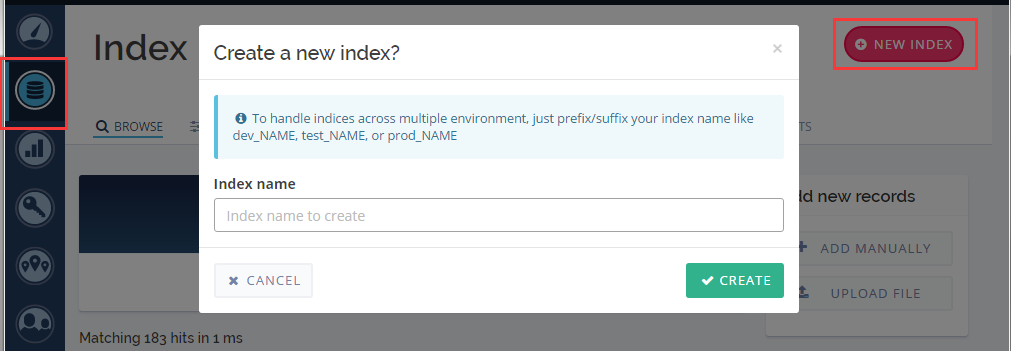 Index
NEW INDEX
Create a new index?
×
To handle indices across multiple environment, just prefix/suffix your index name like
dev_NAME, test_NAME, or prod_NAME
BROWSE
TS
Index name
Index name to create
dd new records
ADD MANUALLY
UPLOAD FILE
CANCEL
CREATE
Matching 183 hits in 1 ms